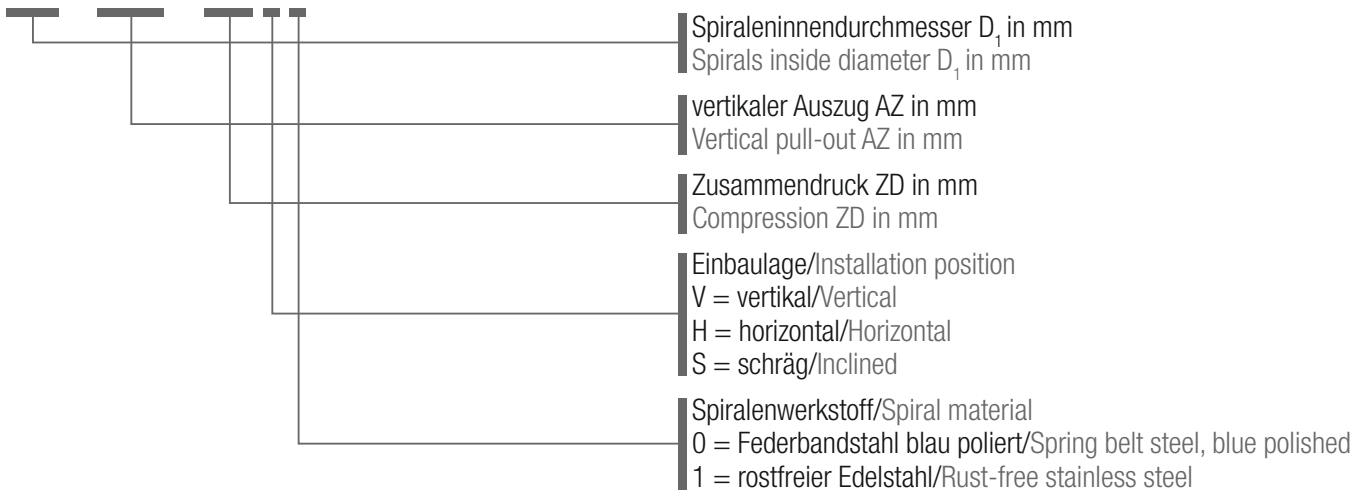 Spiraleninnendurchmesser D₁ in mm
Spirals inside diameter D₁ in mm
vertikaler Auszug AZ in mm
Vertical pull-out AZ in mm
Zusammendruck ZD in mm
Compression ZD in mm
Einbaulage/Installation position
V = vertikal/Vertical
H = horizontal/Horizontal
S = schräg/Inclined
Spiralenwerkstoff/Spiral material
0 = Federbandstahl blau poliert/Spring belt steel, blue polished
1 = rostfreier Edelstahl/Rust-free stainless steel